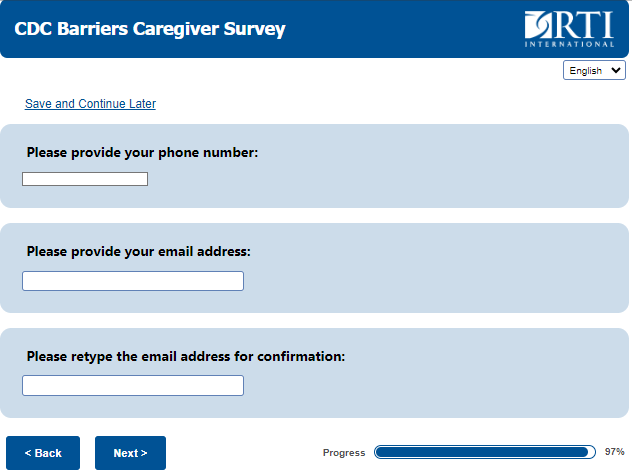 CDC Barriers Caregiver Survey
RTI
INTERNATIONAL
English
Save and Continue Later
Please provide your phone number:
Please provide your email address:
Please retype the email address for confirmation:
< Back
Next >
Progress
97%